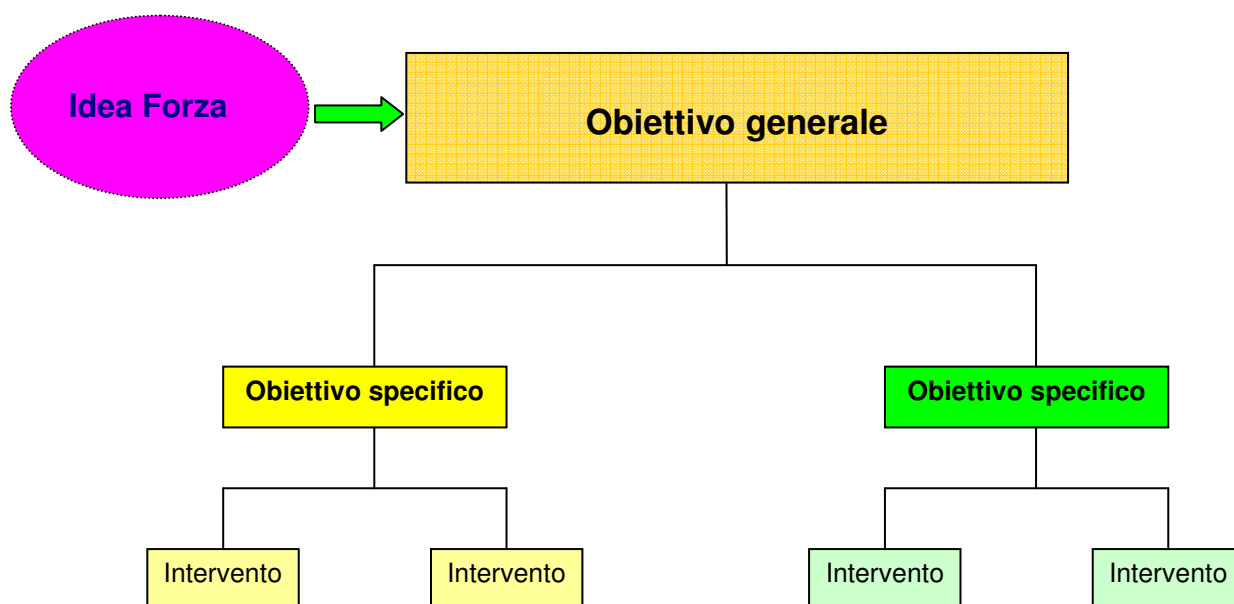 Idea Forza
Obiettivo generale
Obiettivo specifico
Obiettivo specifico
Intervento
Intervento
Intervento
Intervento